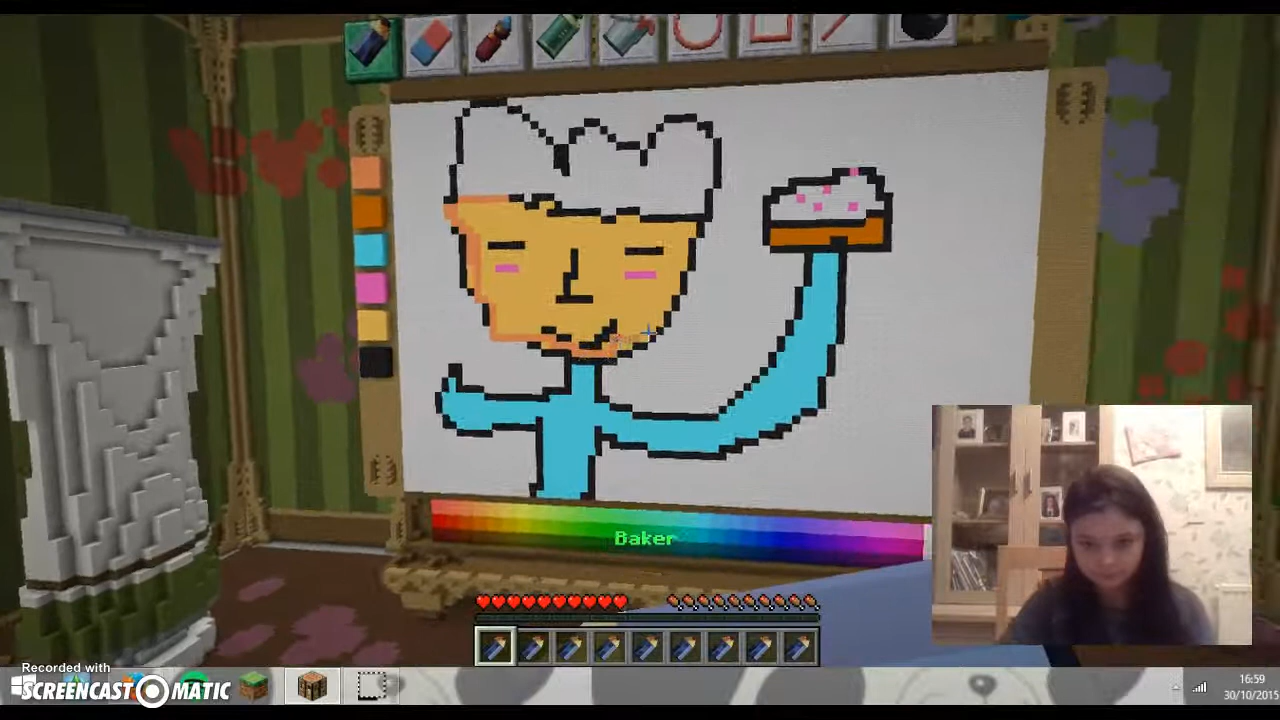 Baker
Recorded with
SCREENCAST MATIC
16:59
30/10/2015